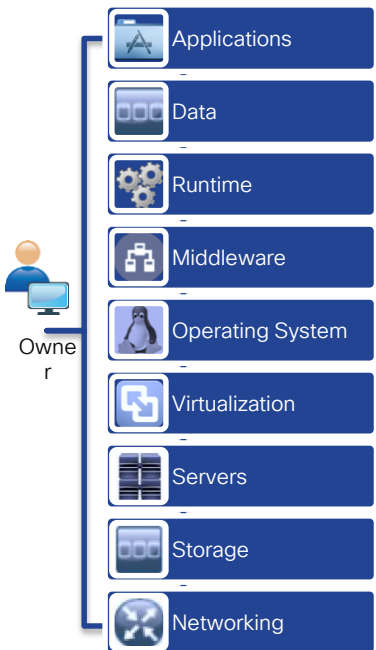 Applications
Data
Runtime
Middleware
Owne
r
Operating System
Virtualization
Servers
Storage
Networking